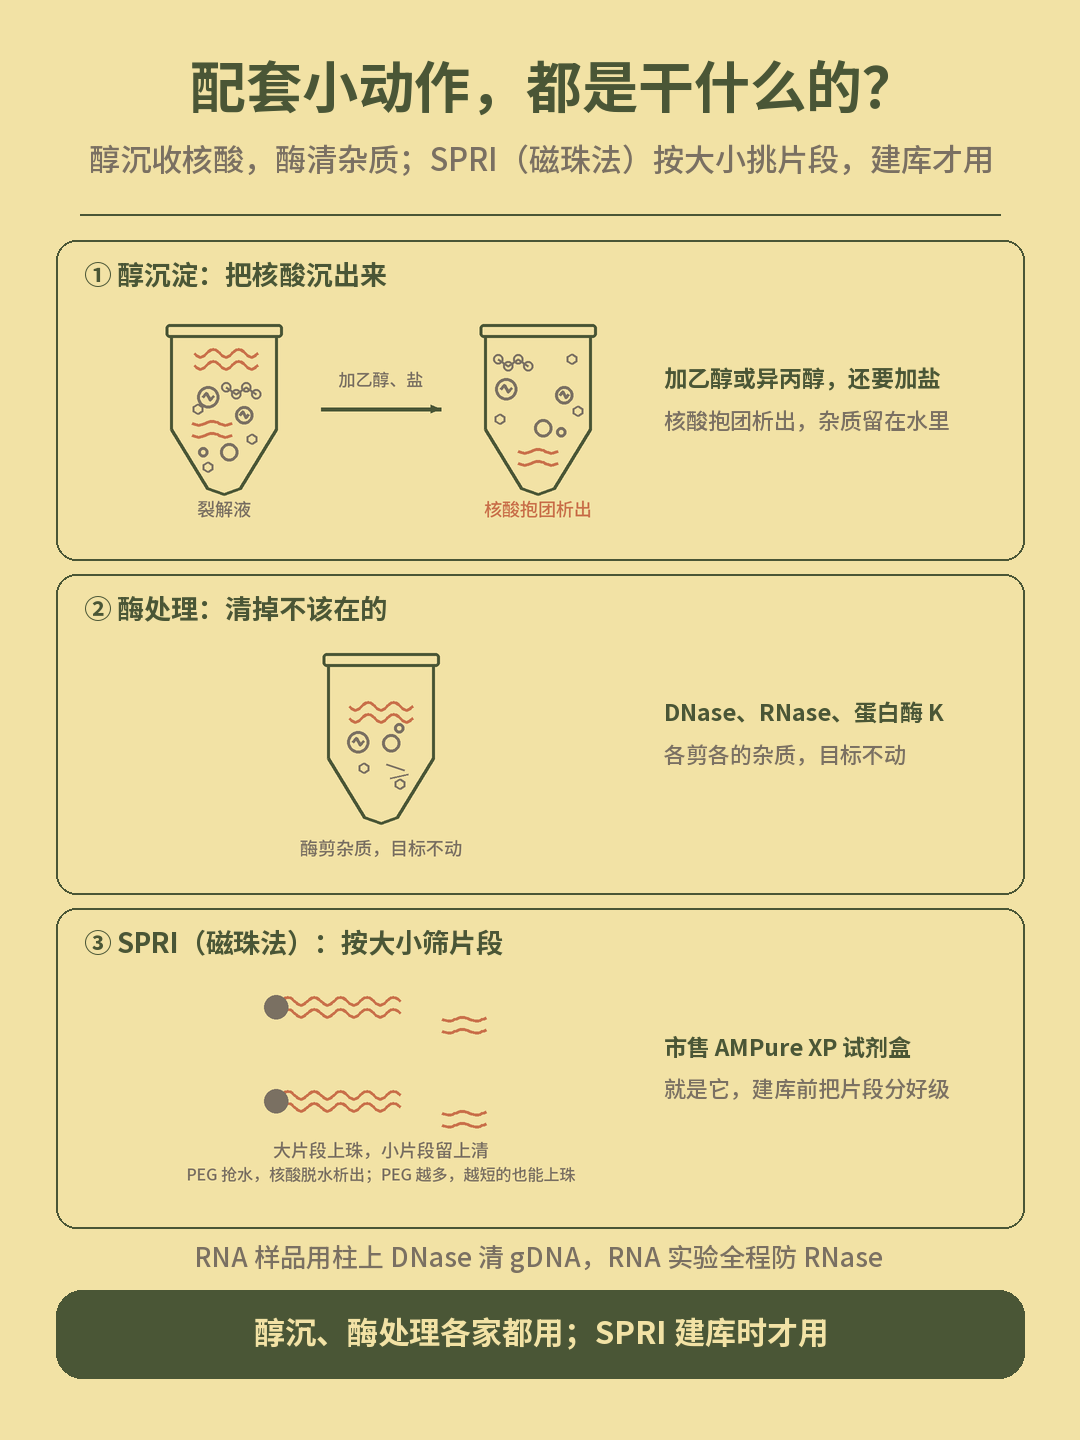 配套小动作，都是干什么的？
醇沉收核酸，酶清杂质；SPRI（磁珠法）按大小挑片段，建库才用
① 醇沉淀：把核酸沉出来
加乙醇、盐
加乙醇或异丙醇，还要加盐
核酸抱团析出，杂质留在水里
裂解液
核酸抱团析出
② 酶处理：清掉不该在的
DNase、RNase、蛋白酶 K
各剪各的杂质，目标不动
酶剪杂质，目标不动
③ SPRI（磁珠法）：按大小筛片段
市售 AMPure XP 试剂盒
就是它，建库前把片段分好级
大片段上珠，小片段留上清
PEG 抢水，核酸脱水析出；PEG 越多，越短的也能上珠
RNA 样品用柱上 DNase 清 gDNA，RNA 实验全程防 RNase
醇沉、酶处理各家都用；SPRI 建库时才用